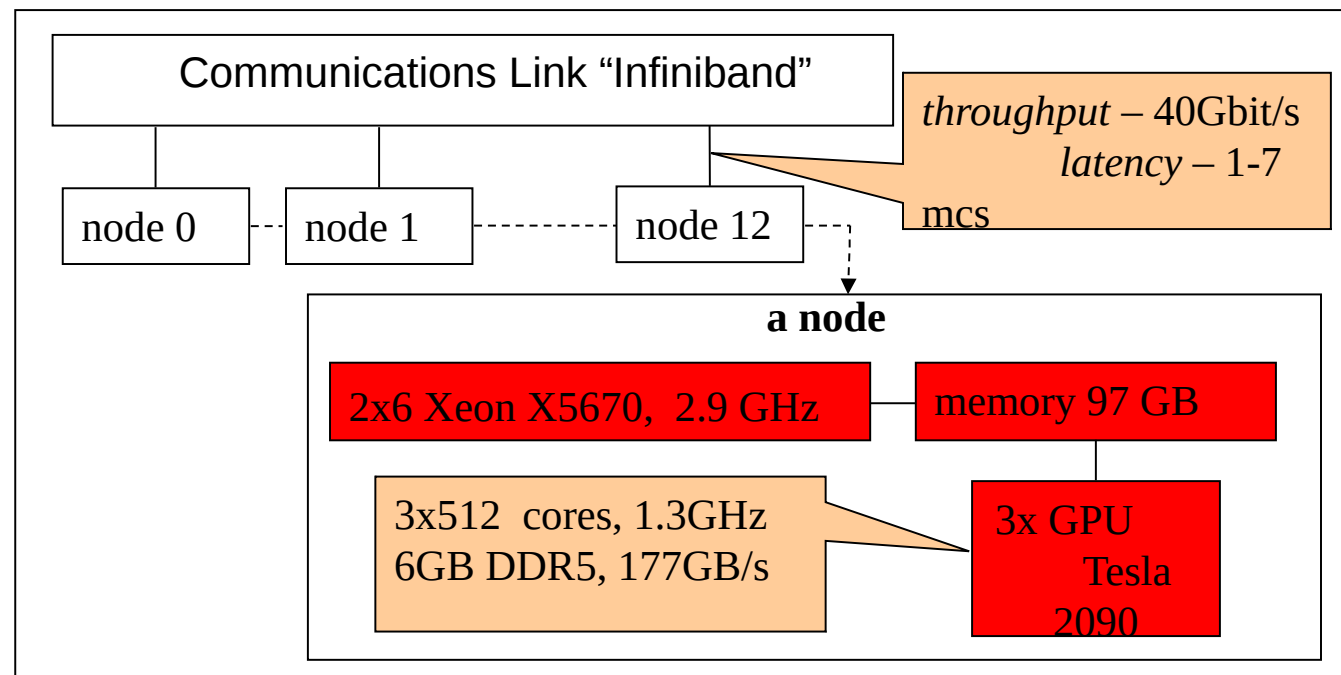 Communications Link “Infiniband”
throughput – 40Gbit/s
latency – 1-7
mcs
node 0
node 1
node 12
a node
2x6 Xeon X5670, 2.9 GHz
memory 97 GB
3x512 cores, 1.3GHz
6GB DDR5, 177GB/s
3x GPU
Tesla
2090